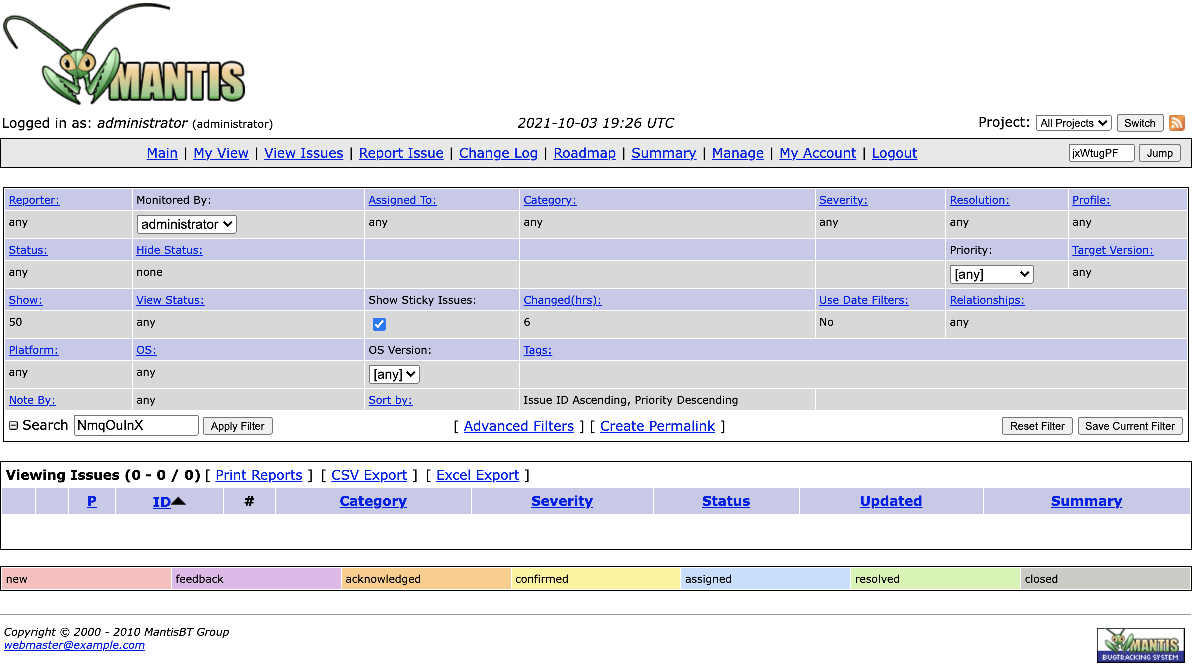 MANTIS
Logged in as: administrator (administrator) 2021-10-03 19:26 UTC Project: All Projects Switch
Main | My View | View Issues | Report Issue | Change Log | Roadmap | Summary | Manage | My Account | Logout jxWtugPF Jump
Reporter: Monitored By: Assigned To: Category: Severity: Resolution: Profile:
any administrator any any any any any
Status: Hide Status: Priority: Target Version:
any none [any] any
Show: View Status: Show Sticky Issues: Changed(hrs): Use Date Filters: Relationships:
50 any 6 No any
Platform: OS: OS Version: Tags:
any any [any]
Note By: any Sort by: Issue ID Ascending, Priority Descending
Search NmqOuInX Apply Filter [ Advanced Filters ] [ Create Permalink ] Reset Filter Save Current Filter
Viewing Issues (0 - 0 / 0) [ Print Reports ] [ CSV Export ] [ Excel Export ]
P ID # Category Severity Status Updated Summary
new feedback acknowledged confirmed assigned resolved closed
Copyright © 2000 - 2010 MantisBT Group
webmaster@example.com
MANTIS
BUGTRACKING SYSTEM